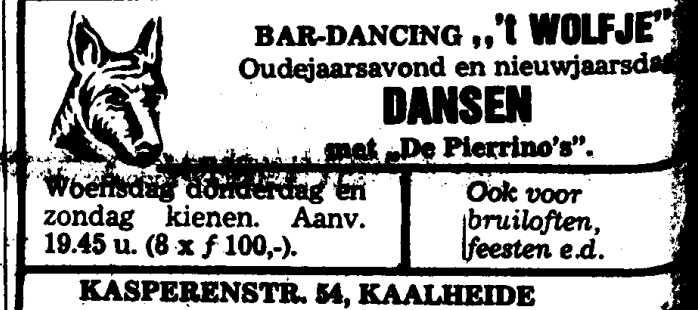 BAR-DANCING „'t WOLFJE”
Oudejaarsavond en nieuwjaarsdag
DANSEN
met „De Pierrino's”.
Woensdag donderdag en
zondag kienen. Aanv.
19.45 u. (8 x f 100,-).
Ook voor
bruiloften,
feesten e.d.
KASPERENSTR. 54, KAALHEIDE